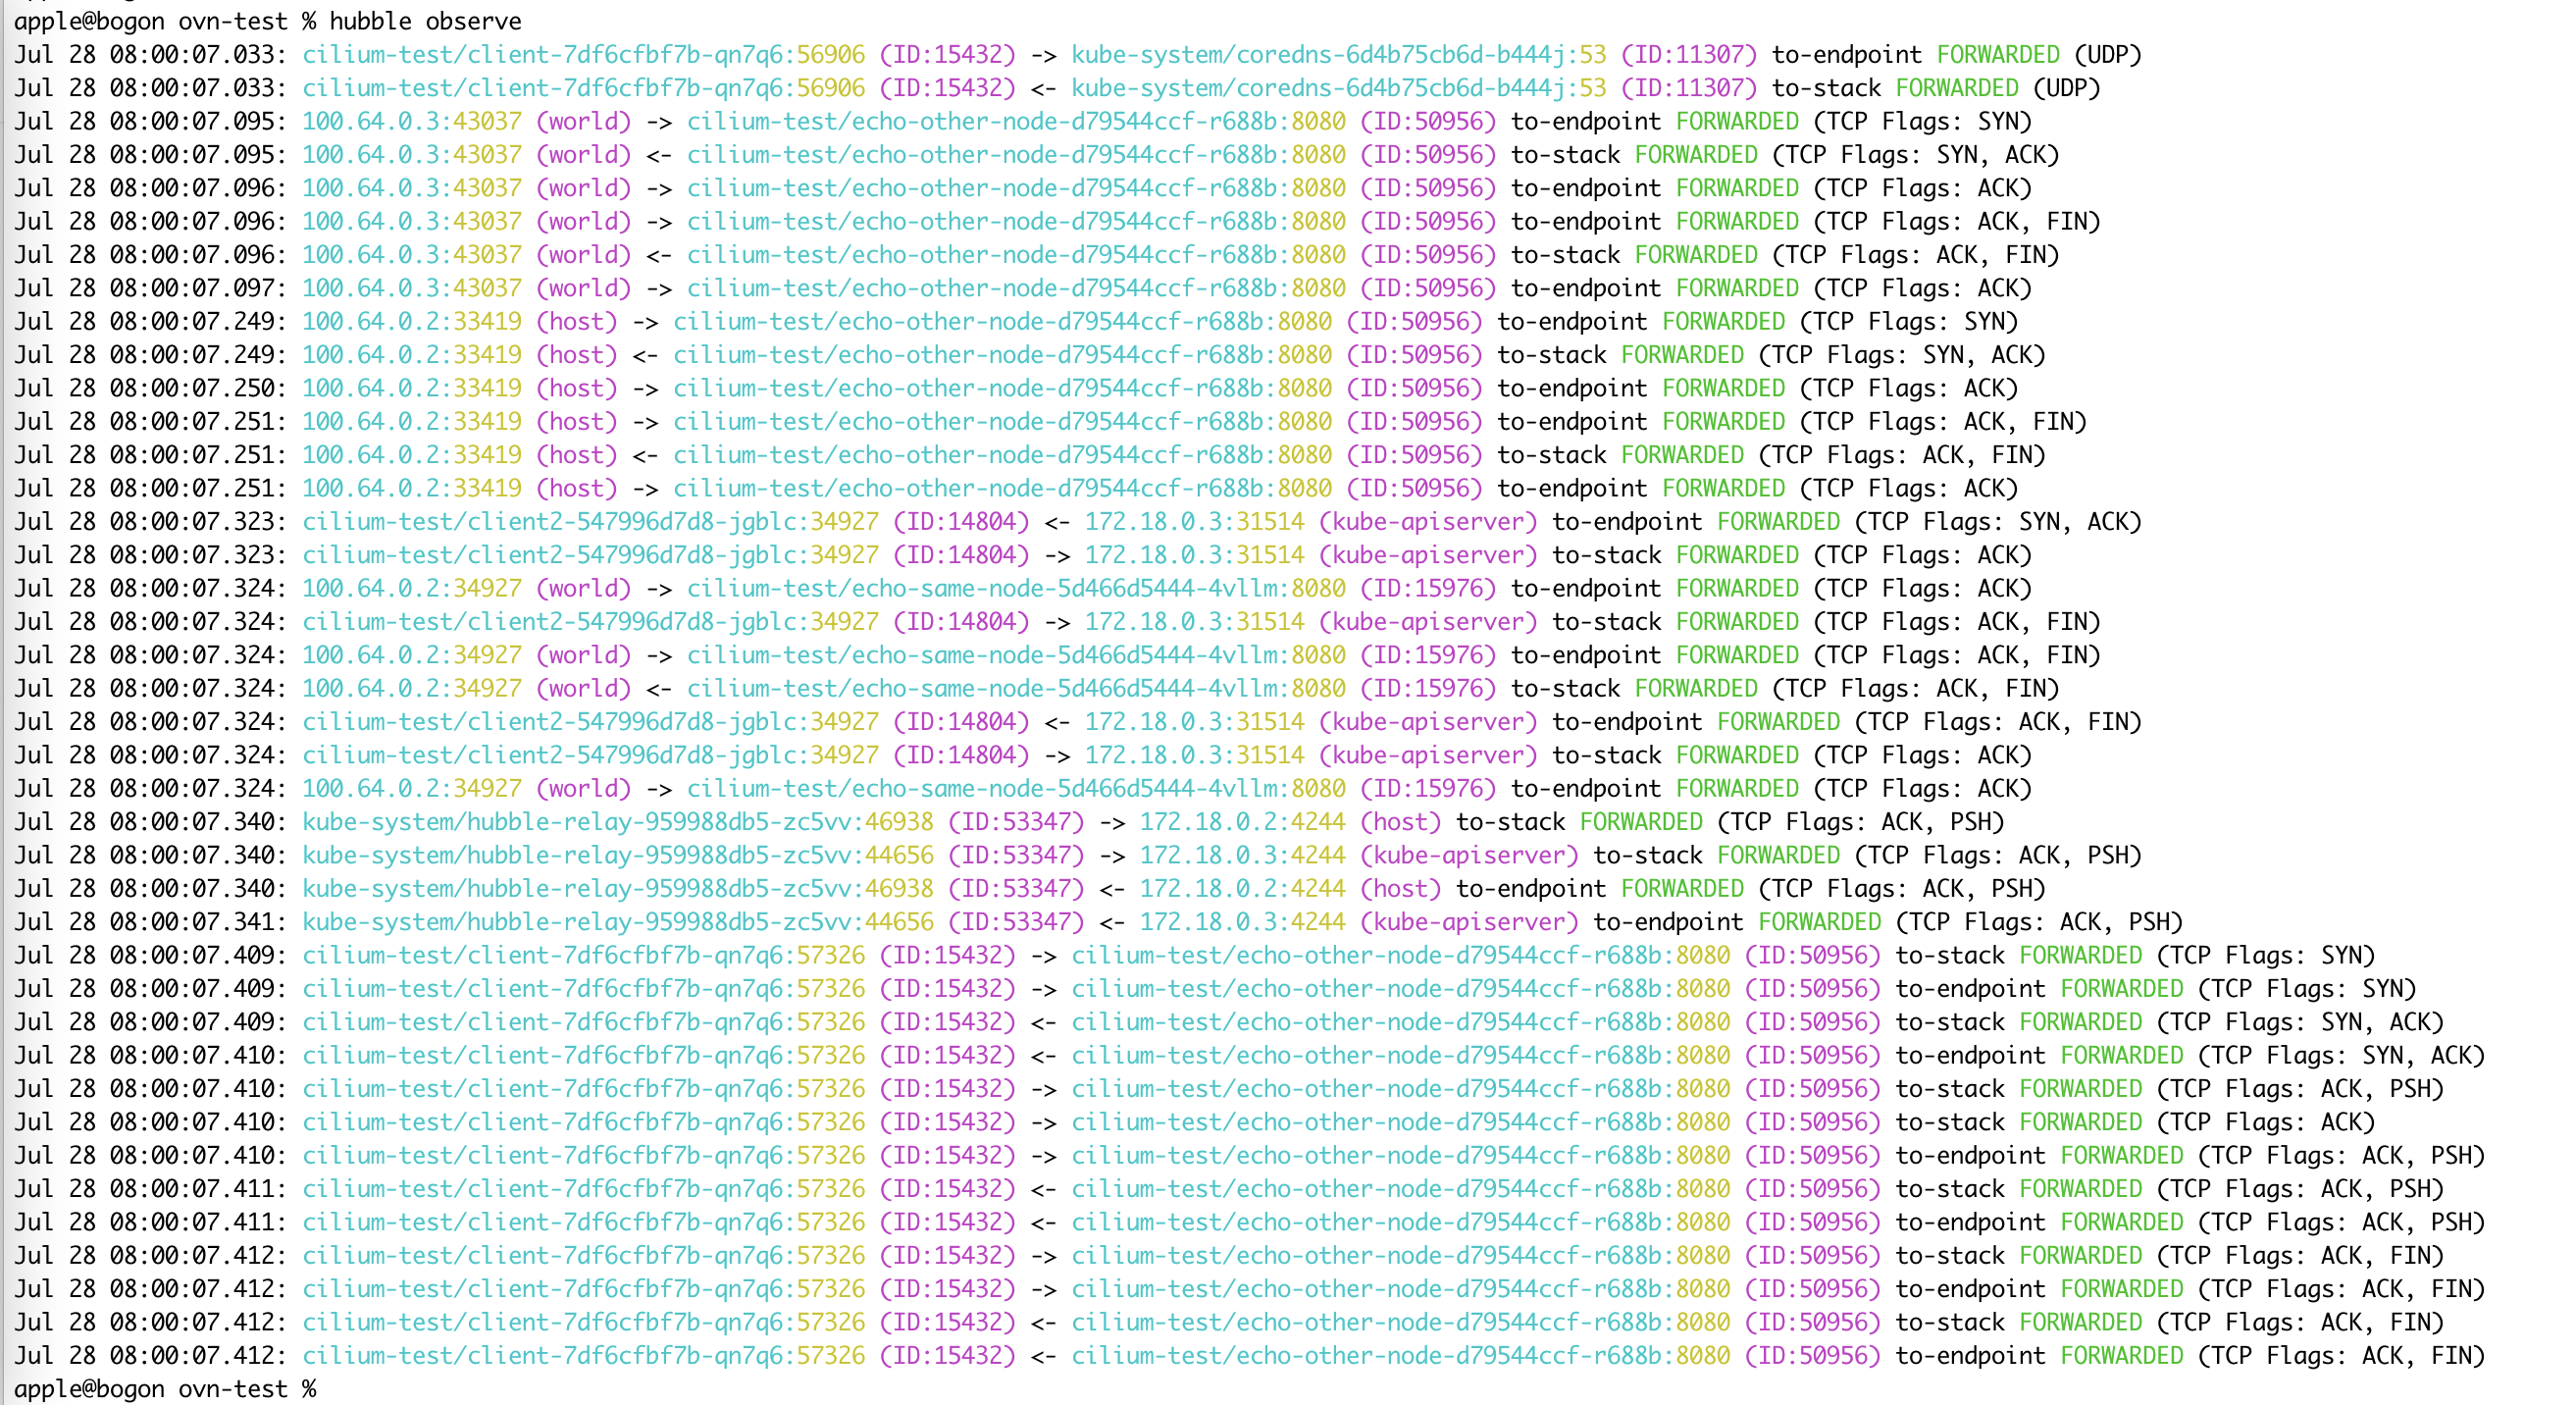 apple@bogon ovn-test % hubble observe
Jul 28 08:00:07.033: cilium-test/client-7df6cfbf7b-qn7q6:56906 (ID:15432) -> kube-system/coredns-6d4b75cb6d-b444j:53 (ID:11307) to-endpoint FORWARDED (UDP)
Jul 28 08:00:07.033: cilium-test/client-7df6cfbf7b-qn7q6:56906 (ID:15432) <- kube-system/coredns-6d4b75cb6d-b444j:53 (ID:11307) to-stack FORWARDED (UDP)
Jul 28 08:00:07.095: 100.64.0.3:43037 (world) -> cilium-test/echo-other-node-d79544ccf-r688b:8080 (ID:50956) to-endpoint FORWARDED (TCP Flags: SYN)
Jul 28 08:00:07.095: 100.64.0.3:43037 (world) <- cilium-test/echo-other-node-d79544ccf-r688b:8080 (ID:50956) to-stack FORWARDED (TCP Flags: SYN, ACK)
Jul 28 08:00:07.096: 100.64.0.3:43037 (world) -> cilium-test/echo-other-node-d79544ccf-r688b:8080 (ID:50956) to-endpoint FORWARDED (TCP Flags: ACK)
Jul 28 08:00:07.096: 100.64.0.3:43037 (world) -> cilium-test/echo-other-node-d79544ccf-r688b:8080 (ID:50956) to-endpoint FORWARDED (TCP Flags: ACK, FIN)
Jul 28 08:00:07.096: 100.64.0.3:43037 (world) <- cilium-test/echo-other-node-d79544ccf-r688b:8080 (ID:50956) to-stack FORWARDED (TCP Flags: ACK, FIN)
Jul 28 08:00:07.097: 100.64.0.3:43037 (world) -> cilium-test/echo-other-node-d79544ccf-r688b:8080 (ID:50956) to-endpoint FORWARDED (TCP Flags: ACK)
Jul 28 08:00:07.249: 100.64.0.2:33419 (host) -> cilium-test/echo-other-node-d79544ccf-r688b:8080 (ID:50956) to-endpoint FORWARDED (TCP Flags: SYN)
Jul 28 08:00:07.249: 100.64.0.2:33419 (host) <- cilium-test/echo-other-node-d79544ccf-r688b:8080 (ID:50956) to-stack FORWARDED (TCP Flags: SYN, ACK)
Jul 28 08:00:07.250: 100.64.0.2:33419 (host) -> cilium-test/echo-other-node-d79544ccf-r688b:8080 (ID:50956) to-endpoint FORWARDED (TCP Flags: ACK)
Jul 28 08:00:07.251: 100.64.0.2:33419 (host) -> cilium-test/echo-other-node-d79544ccf-r688b:8080 (ID:50956) to-endpoint FORWARDED (TCP Flags: ACK, FIN)
Jul 28 08:00:07.251: 100.64.0.2:33419 (host) <- cilium-test/echo-other-node-d79544ccf-r688b:8080 (ID:50956) to-stack FORWARDED (TCP Flags: ACK, FIN)
Jul 28 08:00:07.251: 100.64.0.2:33419 (host) -> cilium-test/echo-other-node-d79544ccf-r688b:8080 (ID:50956) to-endpoint FORWARDED (TCP Flags: ACK)
Jul 28 08:00:07.323: cilium-test/client2-547996d7d8-jgblc:34927 (ID:14804) <- 172.18.0.3:31514 (kube-apiserver) to-endpoint FORWARDED (TCP Flags: SYN, ACK)
Jul 28 08:00:07.323: cilium-test/client2-547996d7d8-jgblc:34927 (ID:14804) -> 172.18.0.3:31514 (kube-apiserver) to-stack FORWARDED (TCP Flags: ACK)
Jul 28 08:00:07.324: 100.64.0.2:34927 (world) -> cilium-test/echo-same-node-5d466d5444-4vllm:8080 (ID:15976) to-endpoint FORWARDED (TCP Flags: ACK)
Jul 28 08:00:07.324: cilium-test/client2-547996d7d8-jgblc:34927 (ID:14804) -> 172.18.0.3:31514 (kube-apiserver) to-stack FORWARDED (TCP Flags: ACK, FIN)
Jul 28 08:00:07.324: 100.64.0.2:34927 (world) -> cilium-test/echo-same-node-5d466d5444-4vllm:8080 (ID:15976) to-endpoint FORWARDED (TCP Flags: ACK, FIN)
Jul 28 08:00:07.324: 100.64.0.2:34927 (world) <- cilium-test/echo-same-node-5d466d5444-4vllm:8080 (ID:15976) to-stack FORWARDED (TCP Flags: ACK, FIN)
Jul 28 08:00:07.324: cilium-test/client2-547996d7d8-jgblc:34927 (ID:14804) <- 172.18.0.3:31514 (kube-apiserver) to-endpoint FORWARDED (TCP Flags: ACK, FIN)
Jul 28 08:00:07.324: cilium-test/client2-547996d7d8-jgblc:34927 (ID:14804) -> 172.18.0.3:31514 (kube-apiserver) to-stack FORWARDED (TCP Flags: ACK)
Jul 28 08:00:07.324: 100.64.0.2:34927 (world) -> cilium-test/echo-same-node-5d466d5444-4vllm:8080 (ID:15976) to-endpoint FORWARDED (TCP Flags: ACK)
Jul 28 08:00:07.340: kube-system/hubble-relay-959988db5-zc5vv:46938 (ID:53347) -> 172.18.0.2:4244 (host) to-stack FORWARDED (TCP Flags: ACK, PSH)
Jul 28 08:00:07.340: kube-system/hubble-relay-959988db5-zc5vv:44656 (ID:53347) -> 172.18.0.3:4244 (kube-apiserver) to-stack FORWARDED (TCP Flags: ACK, PSH)
Jul 28 08:00:07.340: kube-system/hubble-relay-959988db5-zc5vv:46938 (ID:53347) <- 172.18.0.2:4244 (host) to-endpoint FORWARDED (TCP Flags: ACK, PSH)
Jul 28 08:00:07.341: kube-system/hubble-relay-959988db5-zc5vv:44656 (ID:53347) <- 172.18.0.3:4244 (kube-apiserver) to-endpoint FORWARDED (TCP Flags: ACK, PSH)
Jul 28 08:00:07.409: cilium-test/client-7df6cfbf7b-qn7q6:57326 (ID:15432) -> cilium-test/echo-other-node-d79544ccf-r688b:8080 (ID:50956) to-stack FORWARDED (TCP Flags: SYN)
Jul 28 08:00:07.409: cilium-test/client-7df6cfbf7b-qn7q6:57326 (ID:15432) -> cilium-test/echo-other-node-d79544ccf-r688b:8080 (ID:50956) to-endpoint FORWARDED (TCP Flags: SYN)
Jul 28 08:00:07.409: cilium-test/client-7df6cfbf7b-qn7q6:57326 (ID:15432) <- cilium-test/echo-other-node-d79544ccf-r688b:8080 (ID:50956) to-stack FORWARDED (TCP Flags: SYN, ACK)
Jul 28 08:00:07.410: cilium-test/client-7df6cfbf7b-qn7q6:57326 (ID:15432) <- cilium-test/echo-other-node-d79544ccf-r688b:8080 (ID:50956) to-endpoint FORWARDED (TCP Flags: SYN, ACK)
Jul 28 08:00:07.410: cilium-test/client-7df6cfbf7b-qn7q6:57326 (ID:15432) -> cilium-test/echo-other-node-d79544ccf-r688b:8080 (ID:50956) to-stack FORWARDED (TCP Flags: ACK, PSH)
Jul 28 08:00:07.410: cilium-test/client-7df6cfbf7b-qn7q6:57326 (ID:15432) -> cilium-test/echo-other-node-d79544ccf-r688b:8080 (ID:50956) to-stack FORWARDED (TCP Flags: ACK)
Jul 28 08:00:07.410: cilium-test/client-7df6cfbf7b-qn7q6:57326 (ID:15432) -> cilium-test/echo-other-node-d79544ccf-r688b:8080 (ID:50956) to-endpoint FORWARDED (TCP Flags: ACK, PSH)
Jul 28 08:00:07.411: cilium-test/client-7df6cfbf7b-qn7q6:57326 (ID:15432) <- cilium-test/echo-other-node-d79544ccf-r688b:8080 (ID:50956) to-stack FORWARDED (TCP Flags: ACK, PSH)
Jul 28 08:00:07.411: cilium-test/client-7df6cfbf7b-qn7q6:57326 (ID:15432) <- cilium-test/echo-other-node-d79544ccf-r688b:8080 (ID:50956) to-endpoint FORWARDED (TCP Flags: ACK, PSH)
Jul 28 08:00:07.412: cilium-test/client-7df6cfbf7b-qn7q6:57326 (ID:15432) -> cilium-test/echo-other-node-d79544ccf-r688b:8080 (ID:50956) to-stack FORWARDED (TCP Flags: ACK, FIN)
Jul 28 08:00:07.412: cilium-test/client-7df6cfbf7b-qn7q6:57326 (ID:15432) -> cilium-test/echo-other-node-d79544ccf-r688b:8080 (ID:50956) to-endpoint FORWARDED (TCP Flags: ACK, FIN)
Jul 28 08:00:07.412: cilium-test/client-7df6cfbf7b-qn7q6:57326 (ID:15432) <- cilium-test/echo-other-node-d79544ccf-r688b:8080 (ID:50956) to-stack FORWARDED (TCP Flags: ACK, FIN)
Jul 28 08:00:07.412: cilium-test/client-7df6cfbf7b-qn7q6:57326 (ID:15432) <- cilium-test/echo-other-node-d79544ccf-r688b:8080 (ID:50956) to-endpoint FORWARDED (TCP Flags: ACK, FIN)
apple@bogon ovn-test %